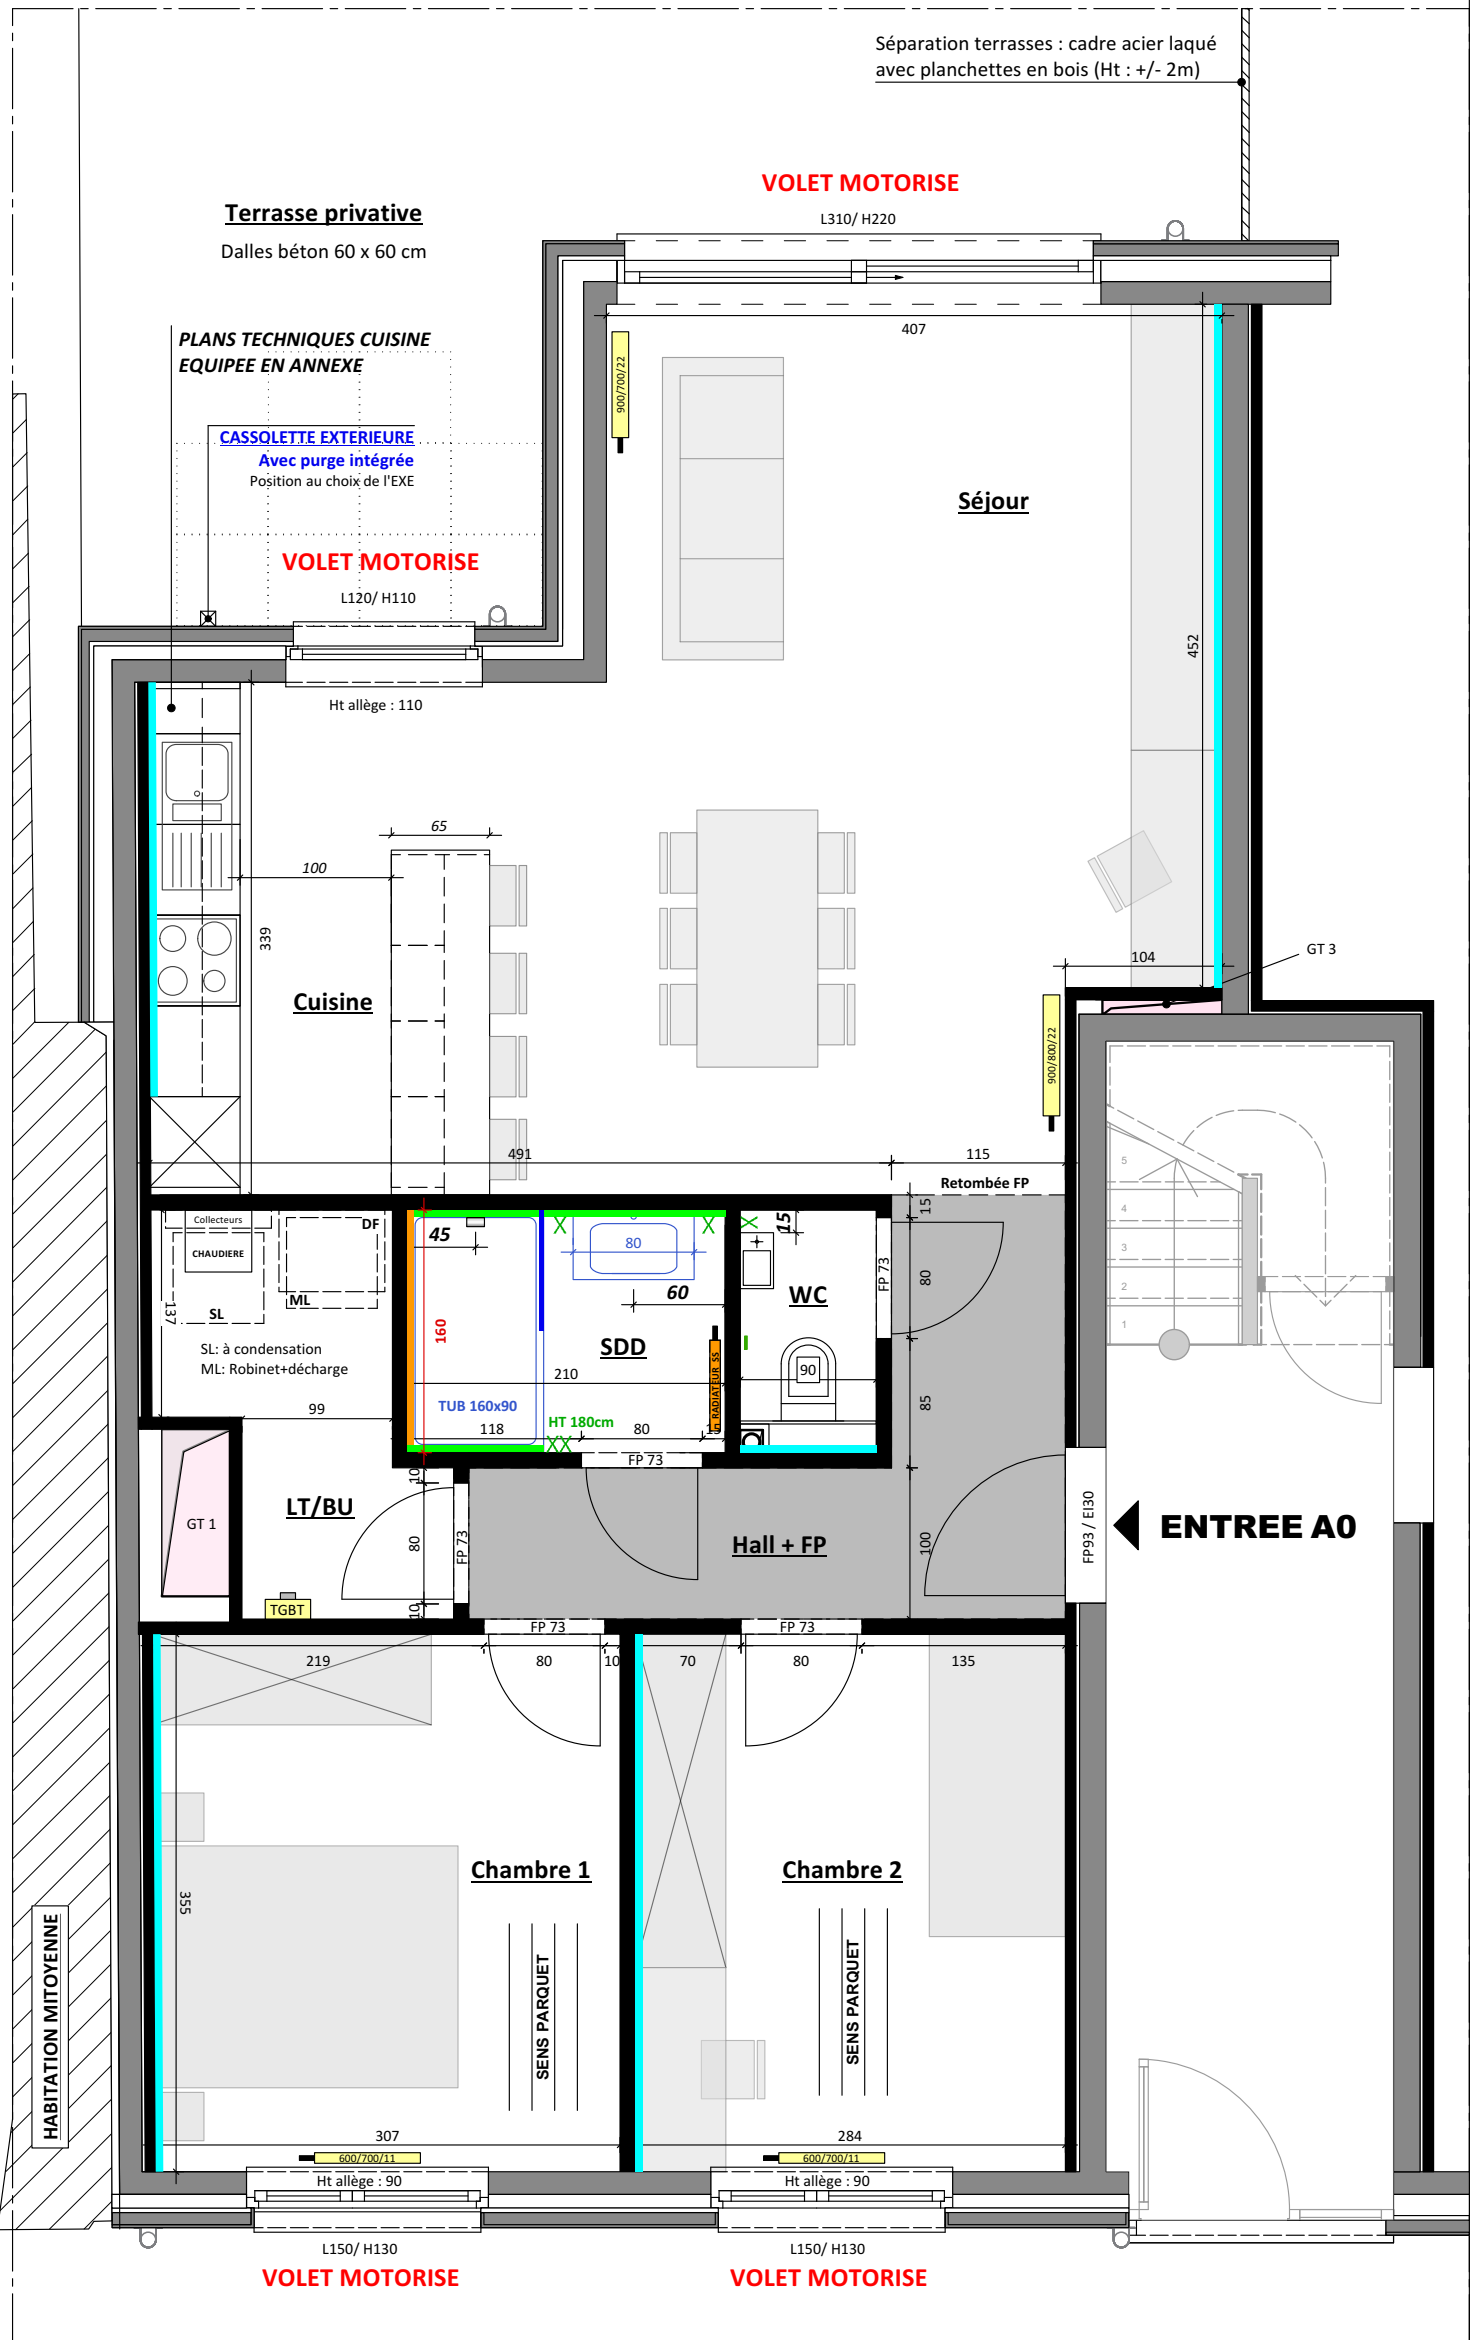 Séparation terrasses : cadre acier laqué
avec planchettes en bois (Ht : +/- 2m)
VOLET MOTORISE
L310/ H220
Terrasse privative
Dalles béton 60 x 60 cm
407
PLANS TECHNIQUES CUISINE
EQUIPEE EN ANNEXE
900/700/22
CASSOLETTE EXTERIEURE
Avec purge intégrée
Position au choix de l'EXE
Séjour
VOLET MOTORISE
L120/ H110
452
Ht allège : 110
65
100
339
104
GT 3
Cuisine
900/800/22
491
115
Retombée FP
15
5
4
3
2
1
Collecteurs
DF
CHAUDIERE
ML
SL
137
SL: à condensation
ML: Robinet+décharge
99
45
80
60
160
SDD
210
TUB 160x90
118
HT 180cm
80
15
RADIATEUR SS
15
WC
90
FP 73
80
85
FP 73
GT 1
LT/BU
10
80
10
FP 73
TGBT
Hall + FP
100
FP93 / EI30
ENTREE A0
FP 73
FP 73
219
80
10
70
80
135
Chambre 1
Chambre 2
355
SENS PARQUET
SENS PARQUET
HABITATION MITOYENNE
307
284
600/700/11
600/700/11
Ht allège : 90
Ht allège : 90
L150/ H130
L150/ H130
VOLET MOTORISE
VOLET MOTORISE